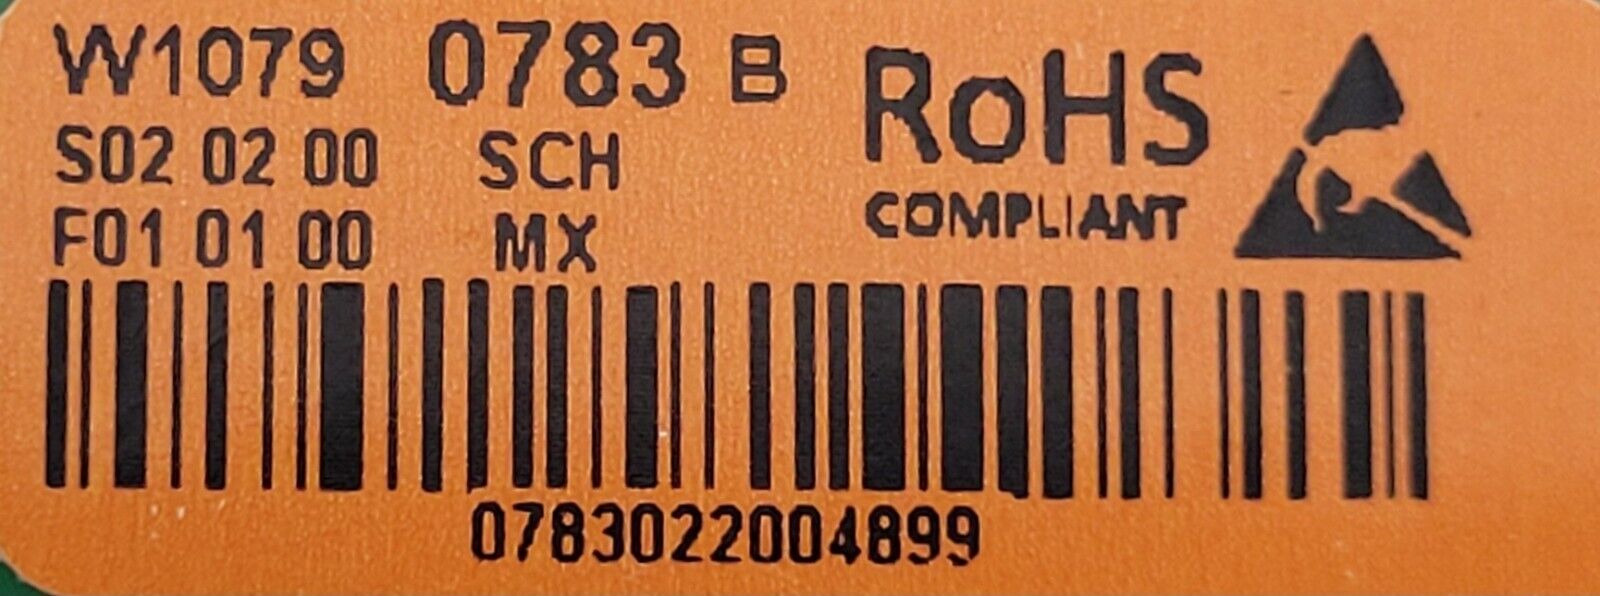 W1079 0783 B
S02 02 00 SCH
F01 01 00 MX
RoHS
COMPLIANT
0783022004899